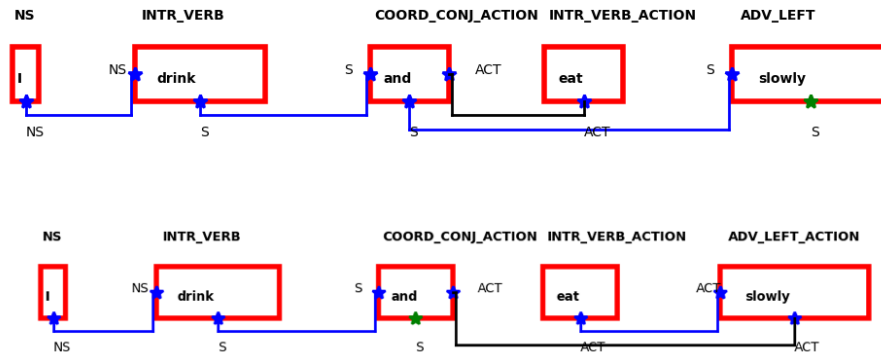 NS INTR_VERB COORD_CONJ_ACTION INTR_VERB_ACTION ADV_LEFT
NS S ACT S
I drink and eat slowly
NS S S ACT S
NS INTR_VERB COORD_CONJ_ACTION INTR_VERB_ACTION ADV_LEFT_ACTION
NS S ACT ACT
I drink and eat slowly
NS S S ACT ACT